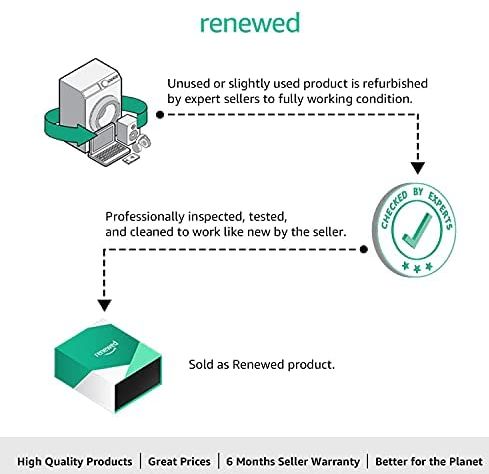 renewed
Unused or slightly used product is refurbished
by expert sellers to fully working condition.
CHECKED BY EXPERTS
Professionally inspected, tested,
and cleaned to work like new by the seller.
renewed
Sold as Renewed product.
High Quality Products | Great Prices | 6 Months Seller Warranty | Better for the Planet